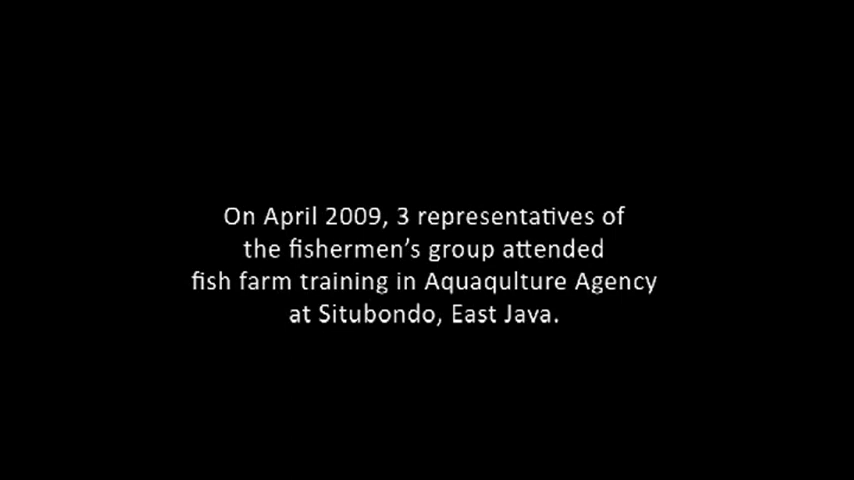 On April 2009, 3 representatives of
the fishermen’s group attended
fish farm training in Aquaqulture Agency
at Situbondo, East Java.